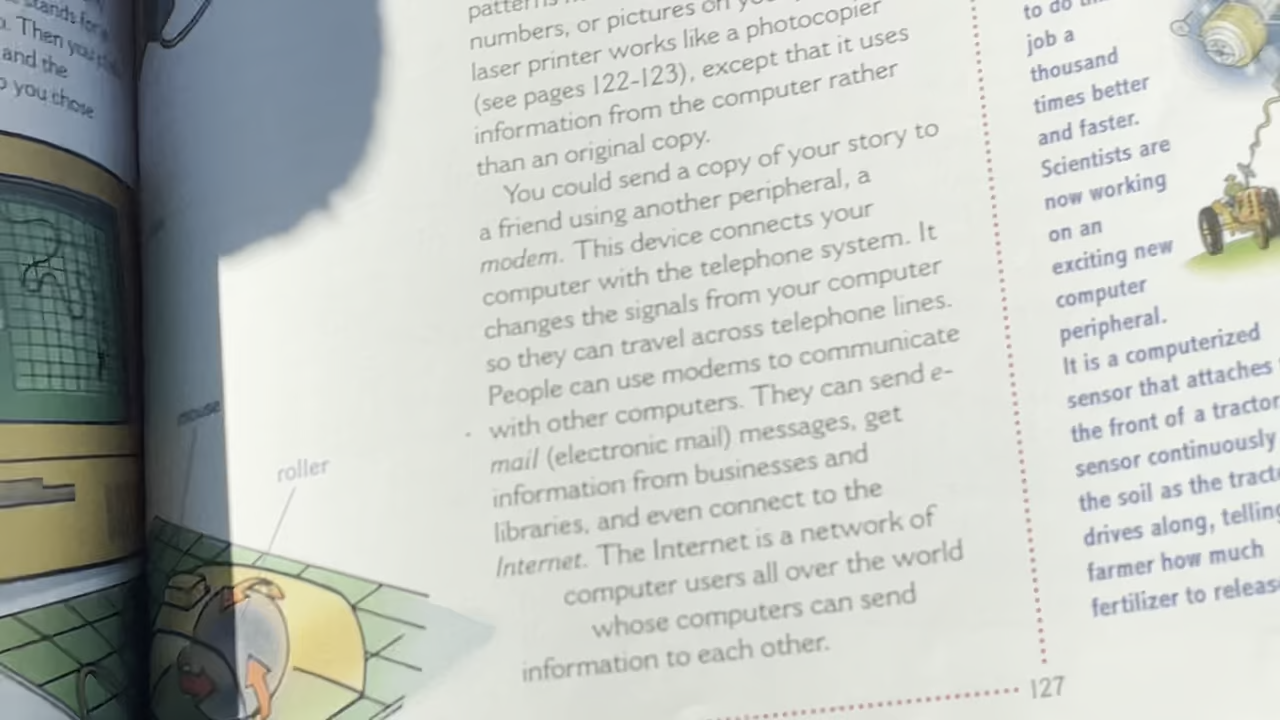 stands for
. Then you
and the
you chose
patterns
numbers, or pictures on
laser printer works like a photocopier
(see pages 122-123), except that it uses
information from the computer rather
than an original copy.
You could send a copy of your story to
a friend using another peripheral, a
modem. This device connects your
computer with the telephone system. It
changes the signals from your computer
so they can travel across telephone lines.
People can use modems to communicate
with other computers. They can send e-
mail (electronic mail) messages, get
information from businesses and
libraries, and even connect to the
Internet. The Internet is a network of
computer users all over the world
whose computers can send
information to each other.
mouse
roller
to do
job a
thousand
times better
and faster.
Scientists are
now working
on an
exciting new
computer
peripheral.
It is a computerized
sensor that attaches
the front of a tractor
sensor continuously
the soil as the
drives along, telling
farmer how much
fertilizer to
127